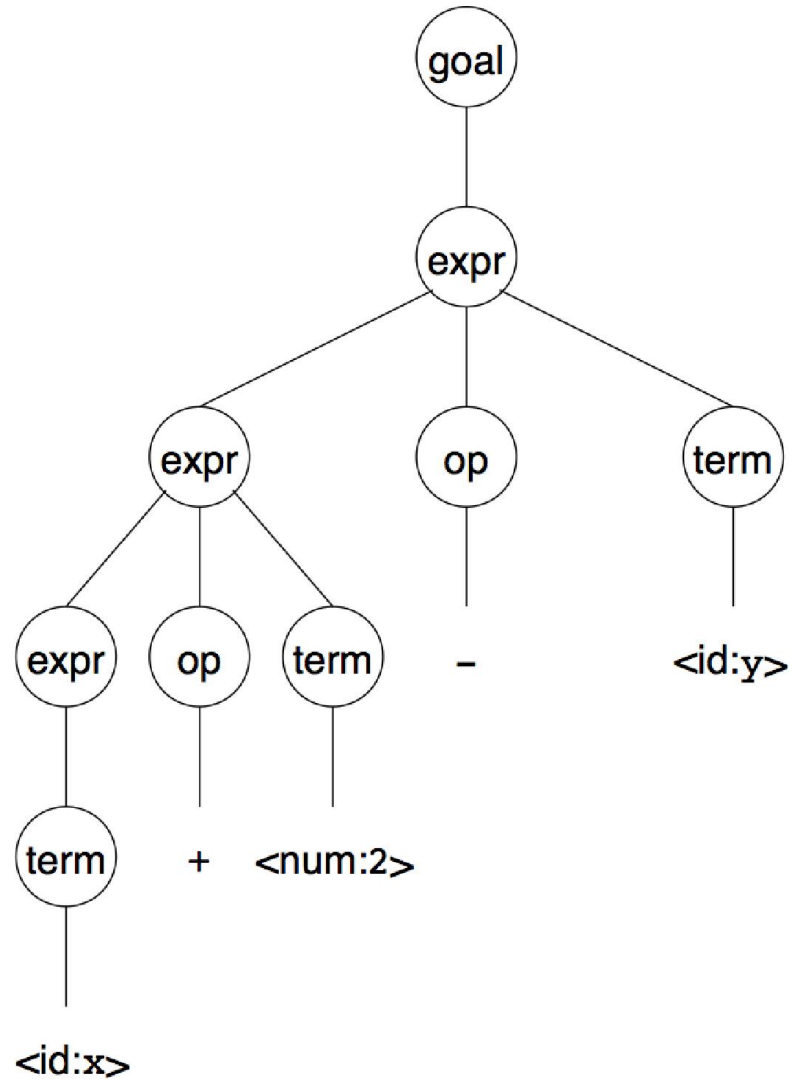 goal
expr
expr op term
expr op term – <id:y>
term + <num:2>
<id:x>